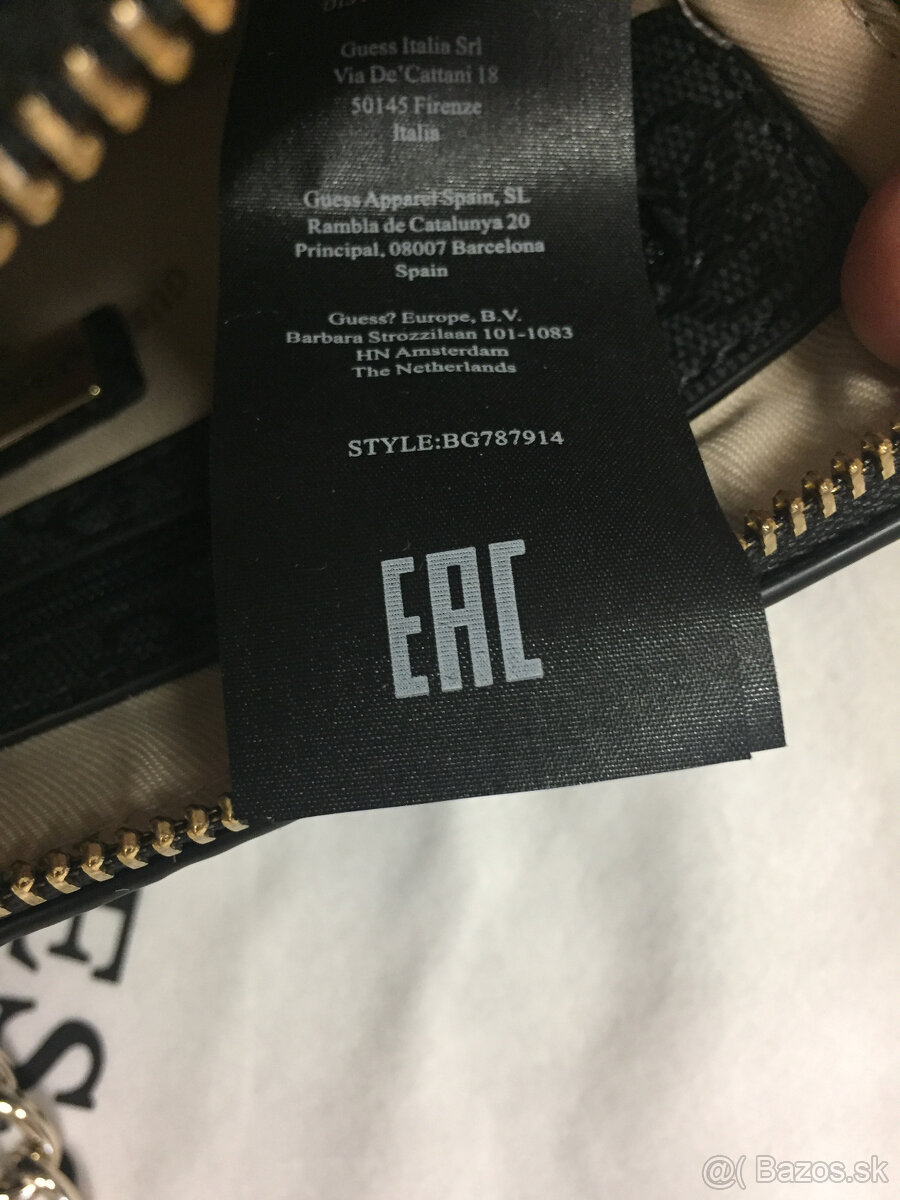 Guess Italia Srl
Via De'Cattani 18
50145 Firenze
Italia
Guess Apparel Spain, SL
Rambla de Catalunya 20
Principal, 08007 Barcelona
Spain
Guess? Europe, B.V.
Barbara Strozzilaan 101-1083
HN Amsterdam
The Netherlands
STYLE:BG787914
EAC
ES
@( Bazos.sk